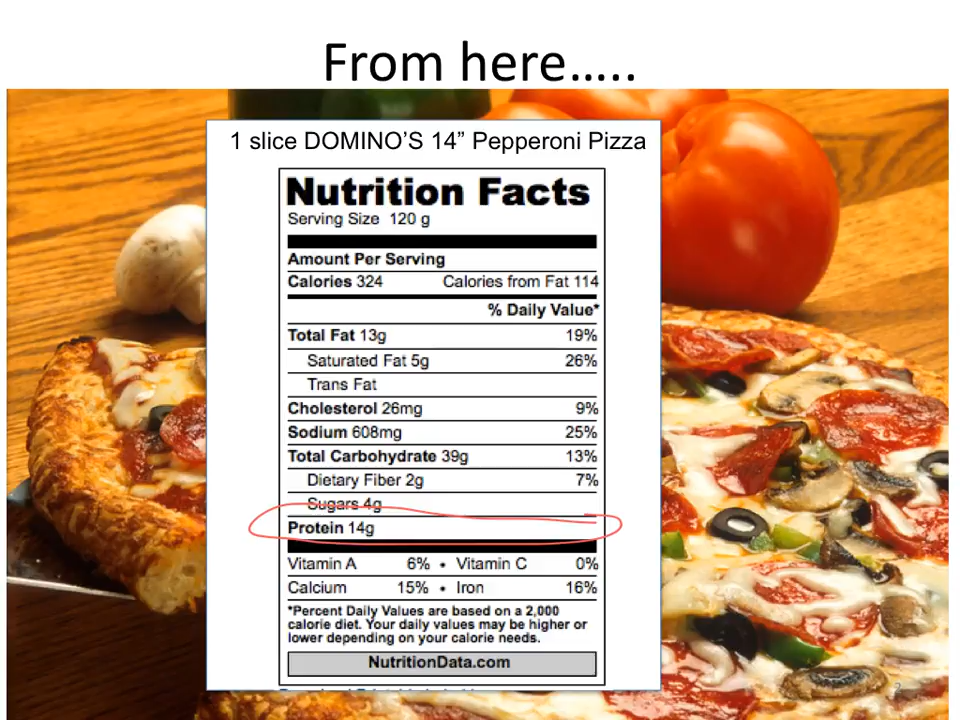 From here…..
1 slice DOMINO’S 14” Pepperoni Pizza
Nutrition Facts
Serving Size 120 g
Amount Per Serving
Calories 324 Calories from Fat 114
% Daily Value*
Total Fat 13g 19%
Saturated Fat 5g 26%
Trans Fat
Cholesterol 26mg 9%
Sodium 608mg 25%
Total Carbohydrate 39g 13%
Dietary Fiber 2g 7%
Sugars 4g
Protein 14g
Vitamin A 6% • Vitamin C 0%
Calcium 15% • Iron 16%
*Percent Daily Values are based on a 2,000
calorie diet. Your daily values may be higher or
lower depending on your calorie needs.
NutritionData.com
2